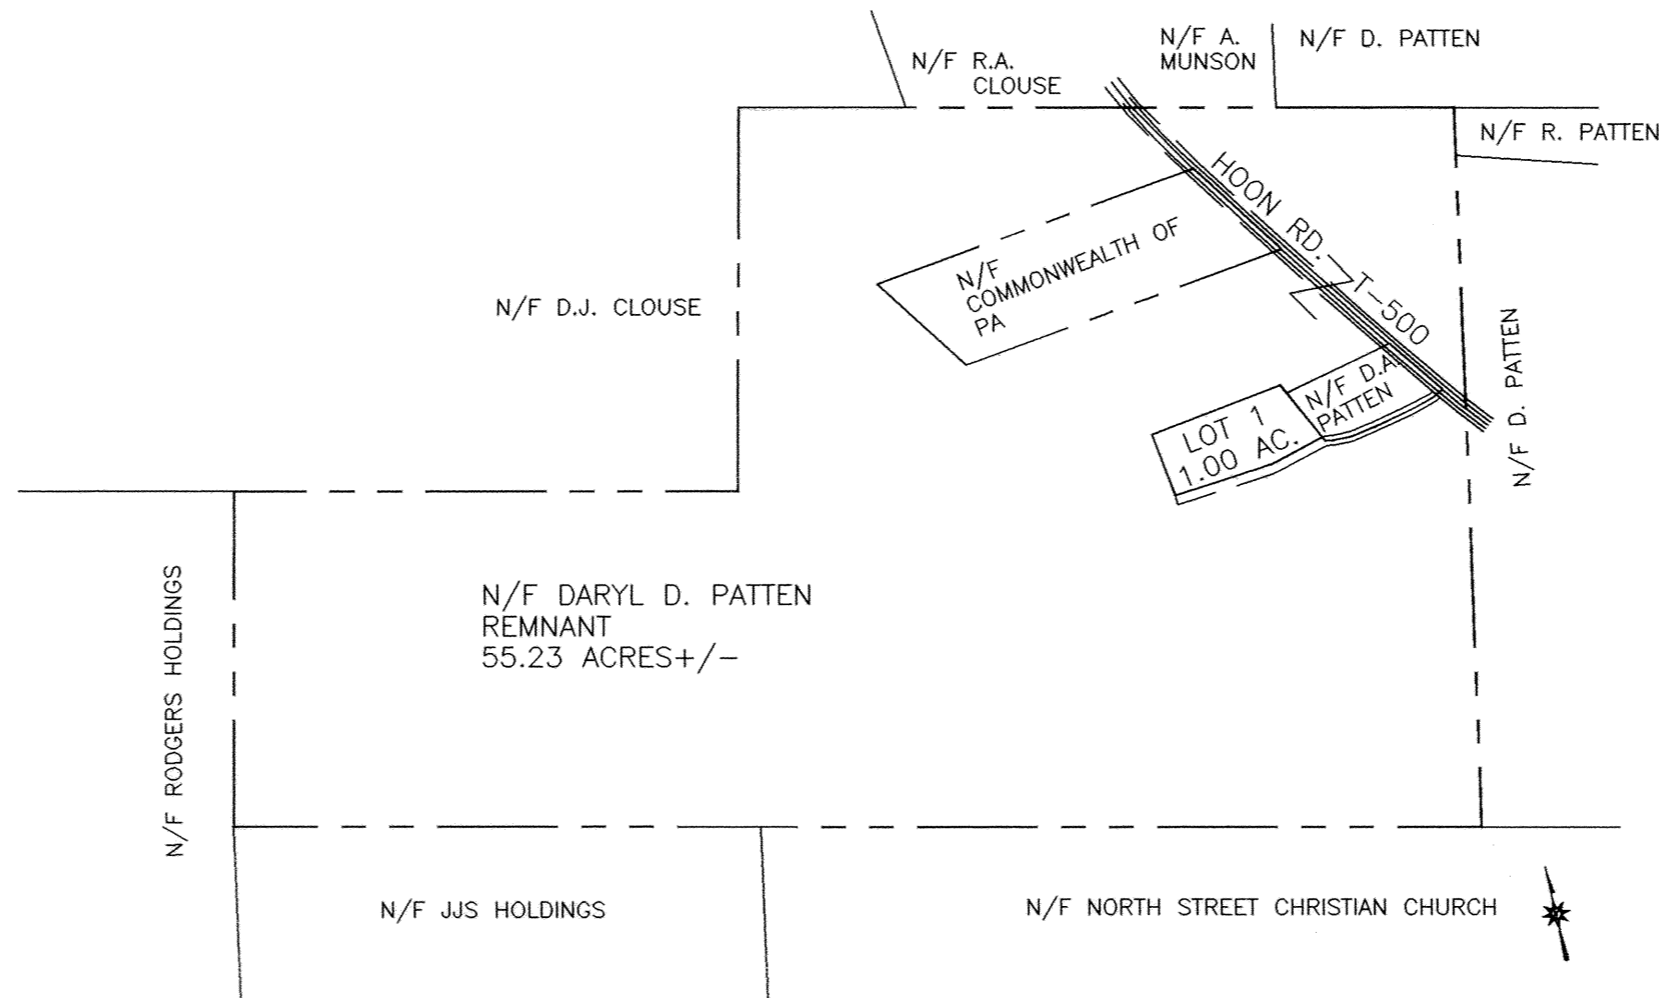 N/F R.A.
CLOUSE
N/F A.
MUNSON
N/F D. PATTEN
N/F R. PATTEN
HOON RD. T-500
N/F
COMMONWEALTH OF
PA
N/F D.J. CLOUSE
N/F D. PATTEN
N/F D.A.
PATTEN
LOT 1
1.00 AC.
N/F DARYL D. PATTEN
REMNANT
55.23 ACRES+/-
N/F RODGERS HOLDINGS
N/F JJS HOLDINGS
N/F NORTH STREET CHRISTIAN CHURCH